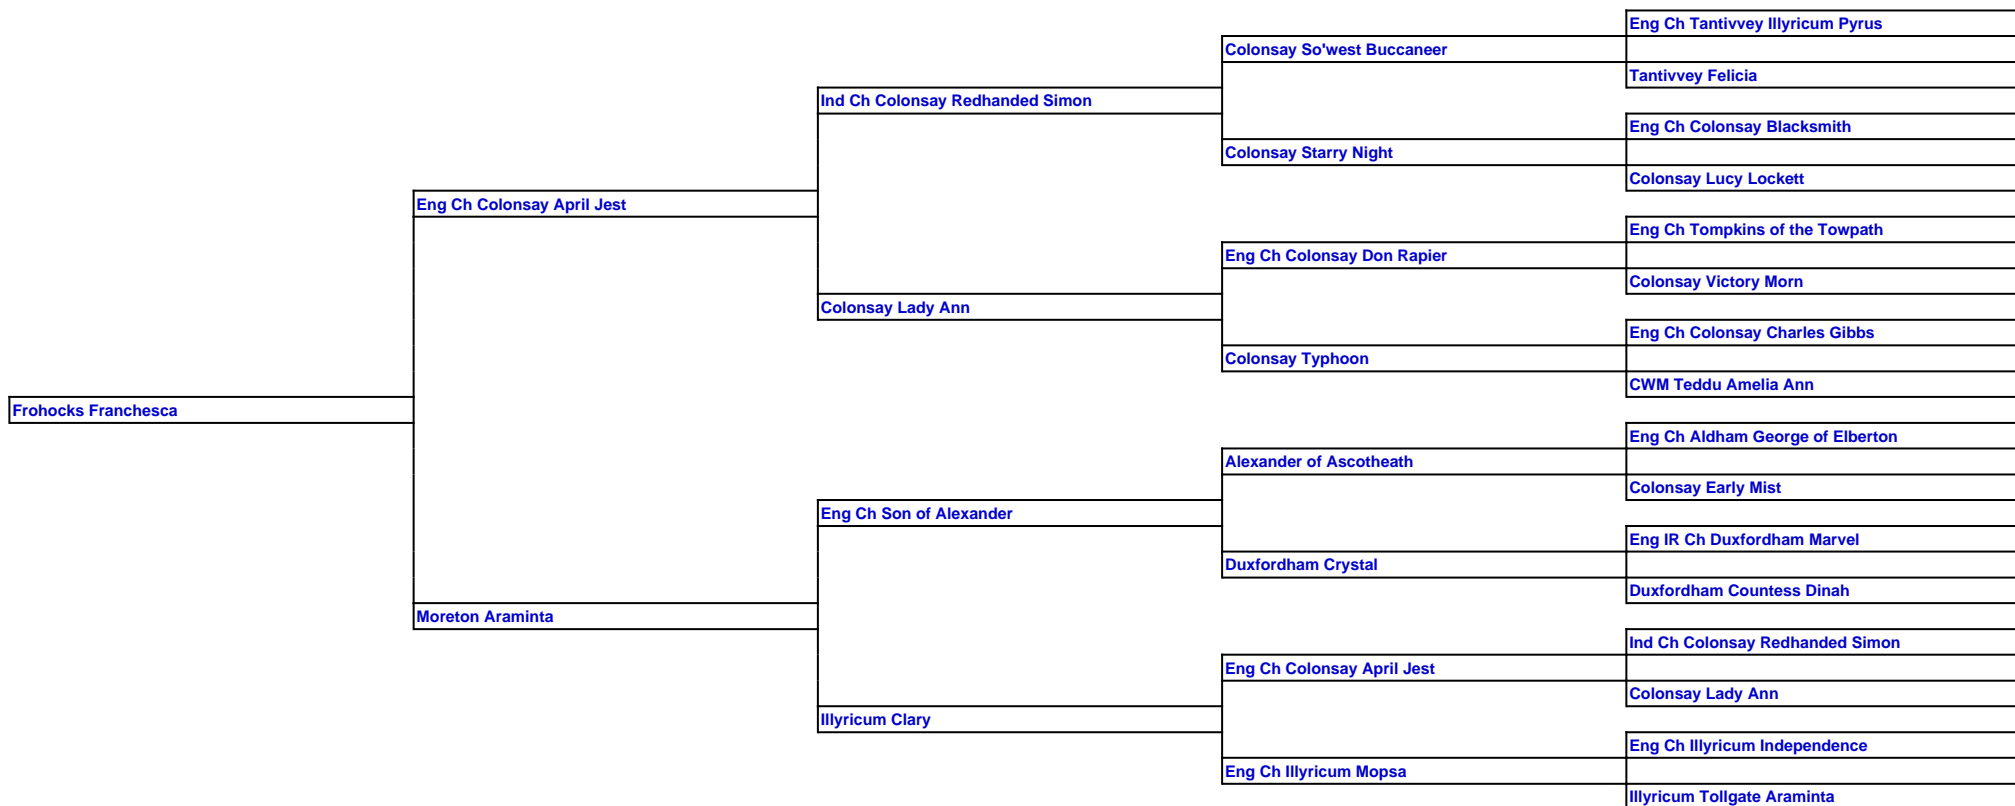 Eng Ch Tantivvey Illyricum Pyrus
Colonsay So'west Buccaneer
Tantivvey Felicia
Ind Ch Colonsay Redhanded Simon
Eng Ch Colonsay Blacksmith
Colonsay Starry Night
Colonsay Lucy Lockett
Eng Ch Colonsay April Jest
Eng Ch Tompkins of the Towpath
Eng Ch Colonsay Don Rapier
Colonsay Victory Morn
Colonsay Lady Ann
Eng Ch Colonsay Charles Gibbs
Colonsay Typhoon
CWM Teddu Amelia Ann
Frohocks Franchesca
Eng Ch Aldham George of Elberton
Alexander of Ascotheath
Colonsay Early Mist
Eng Ch Son of Alexander
Eng IR Ch Duxfordham Marvel
Duxfordham Crystal
Duxfordham Countess Dinah
Moreton Araminta
Ind Ch Colonsay Redhanded Simon
Eng Ch Colonsay April Jest
Colonsay Lady Ann
Illyricum Clary
Eng Ch Illyricum Independence
Eng Ch Illyricum Mopsa
Illyricum Tollgate Araminta